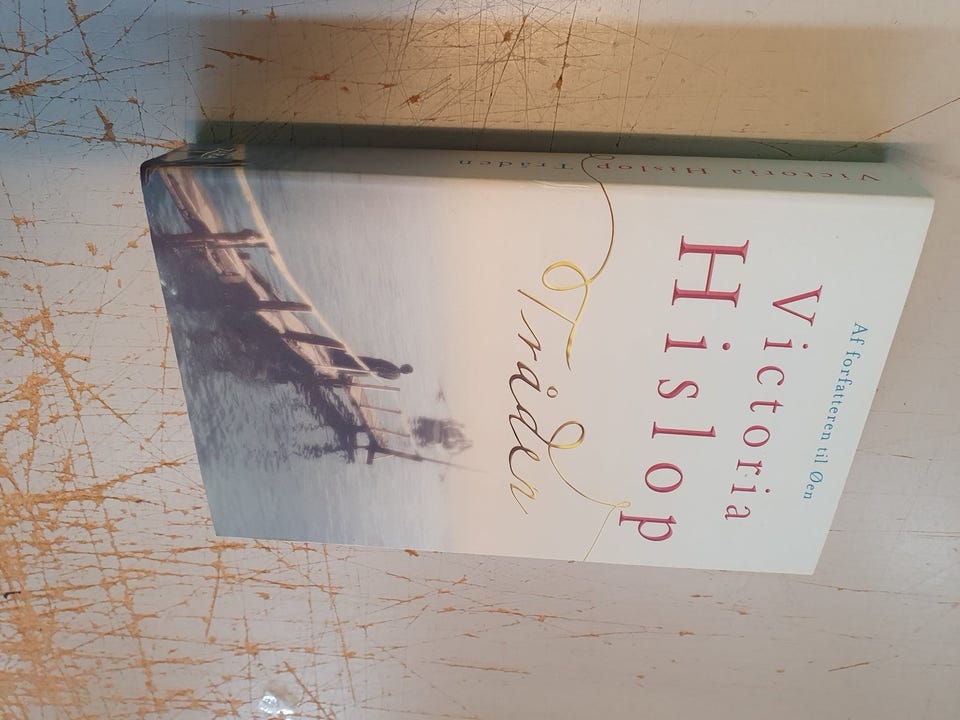 Af forfatteren til Øen
Victoria
Hislop
Tråden
Victoria Hislop Tråden